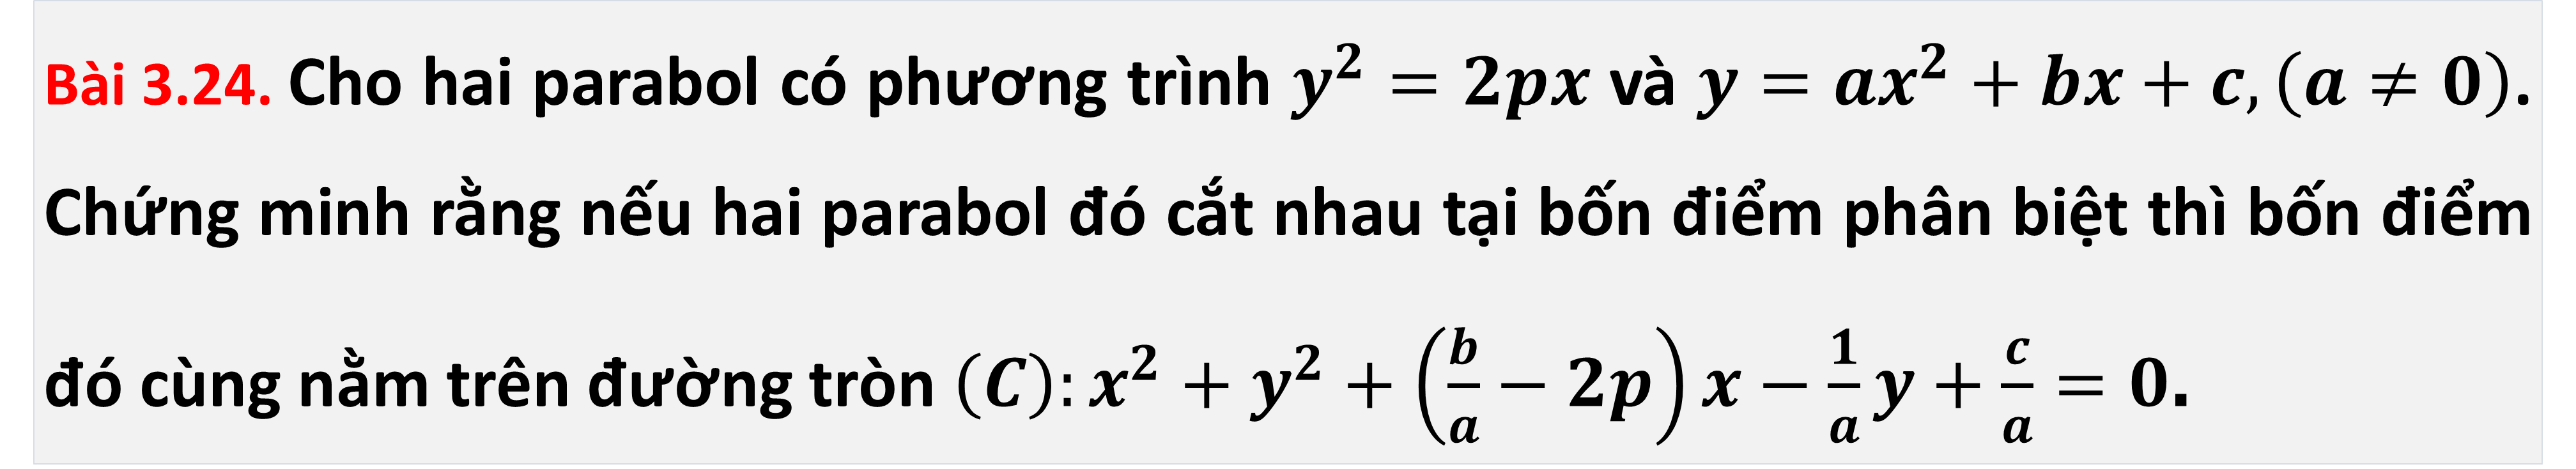 Bài 3.24. Cho hai parabol có phương trình y² = 2px và y = ax² + bx + c, (a ≠ 0).
Chứng minh rằng nếu hai parabol đó cắt nhau tại bốn điểm phân biệt thì bốn điểm
đó cùng nằm trên đường tròn (C): x² + y² + (b/a − 2p)x − 1/a y + c/a = 0.